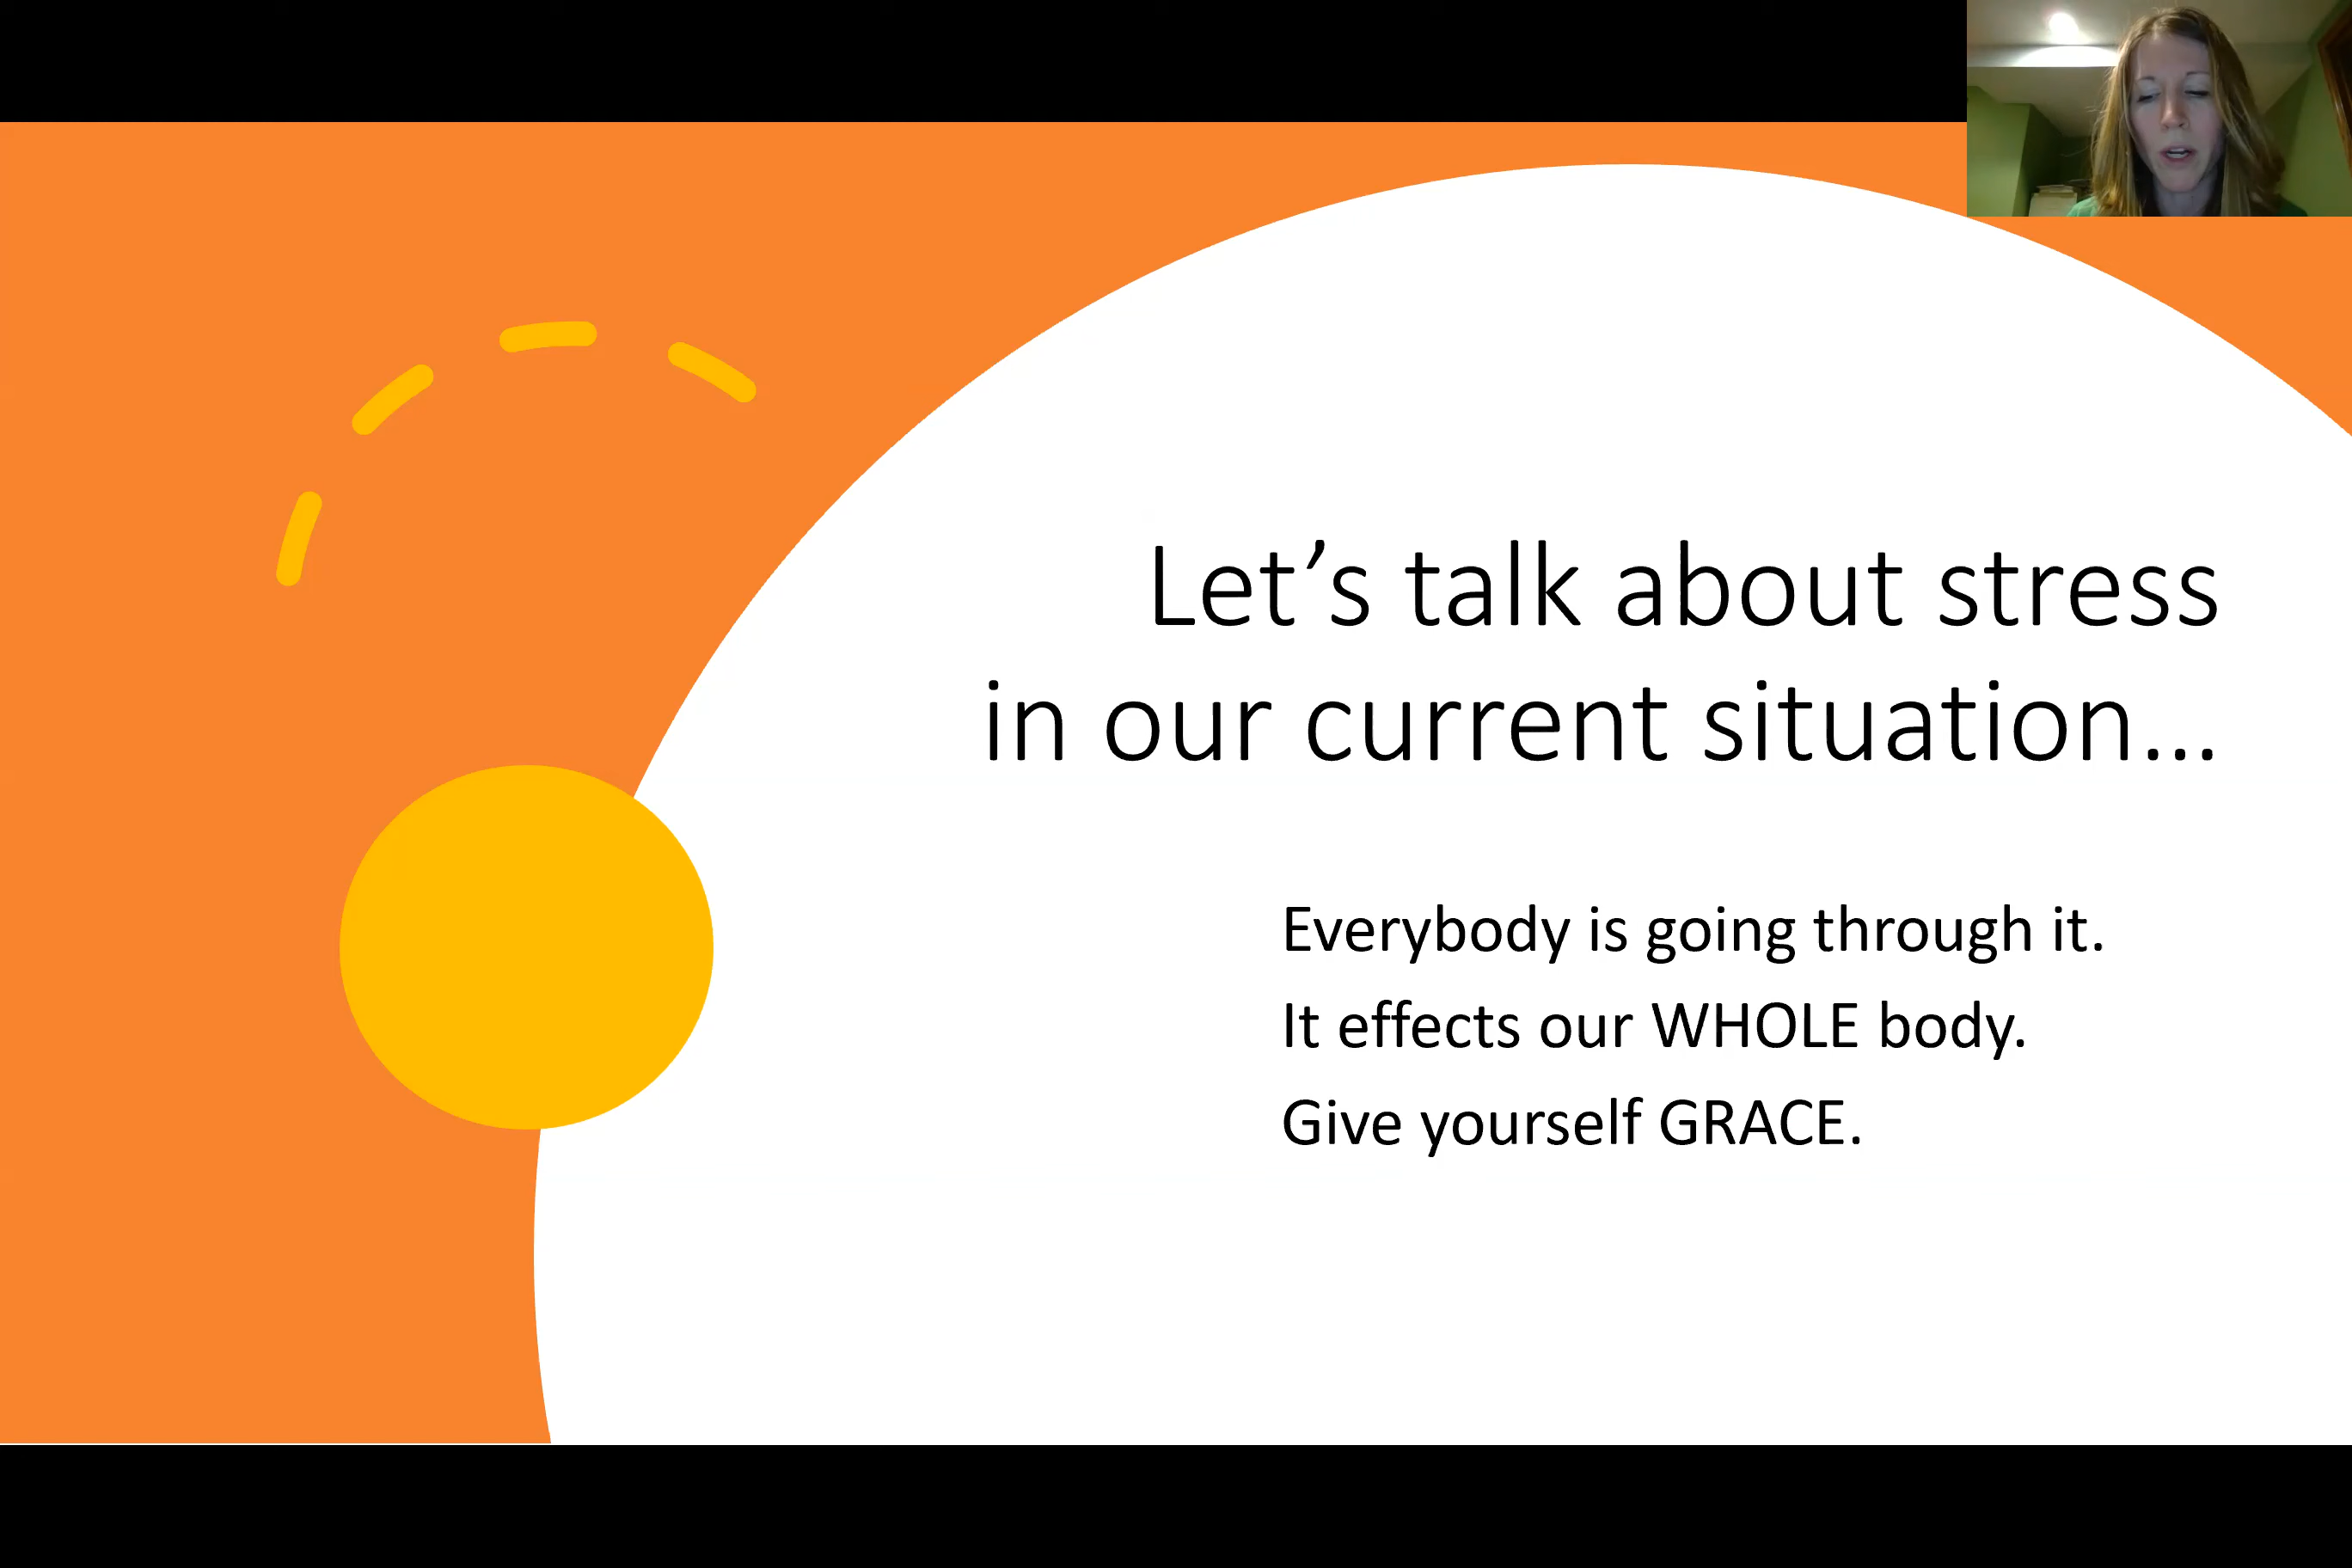 Let’s talk about stress
in our current situation...
Everybody is going through it.
It effects our WHOLE body.
Give yourself GRACE.